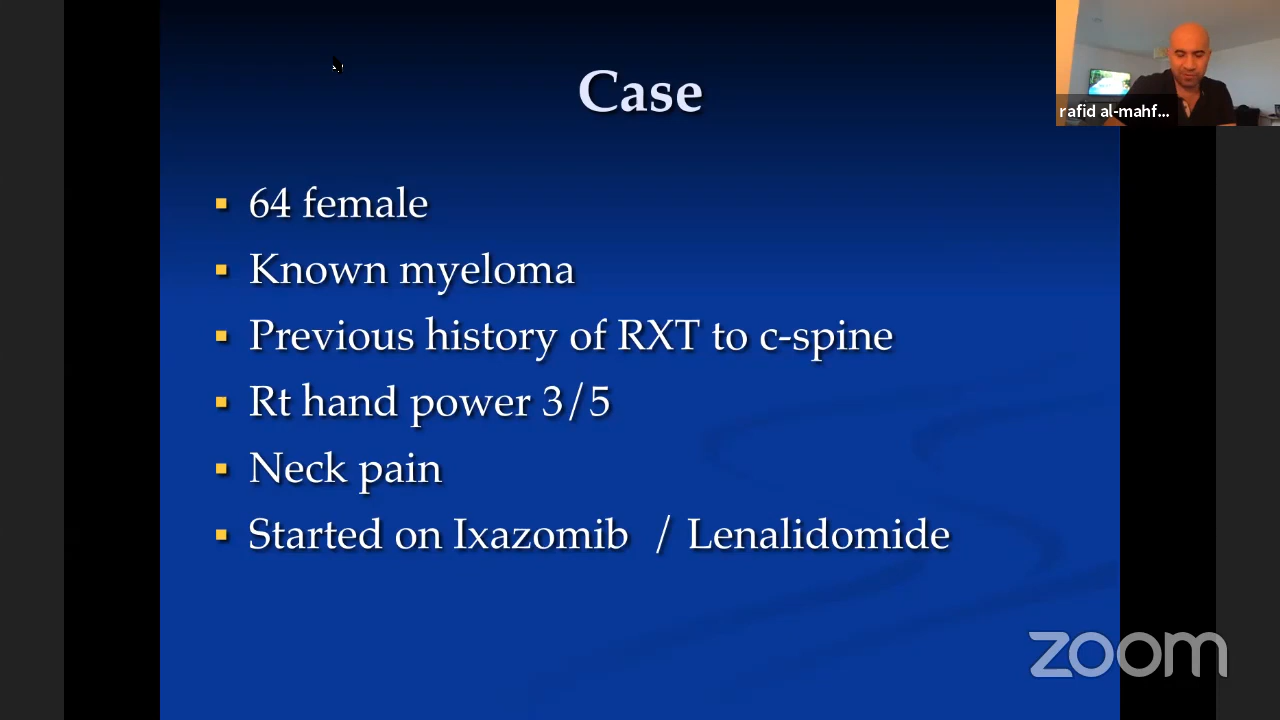 Case
rafid al-mahf...
64 female
Known myeloma
Previous history of RXT to c-spine
Rt hand power 3/5
Neck pain
Started on Ixazomib / Lenalidomide
zoom